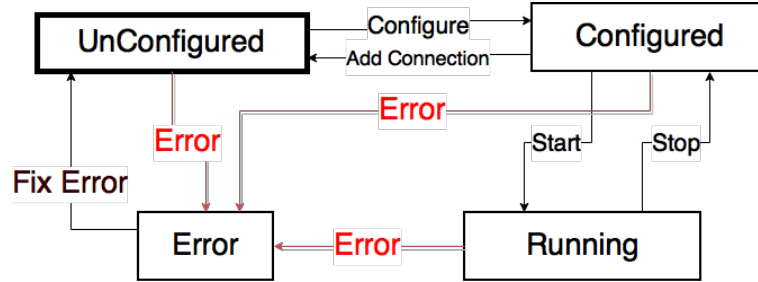 UnConfigured
Configure
Configured
Add Connection
Error
Error
Start
Stop
Fix Error
Error
Error
Running